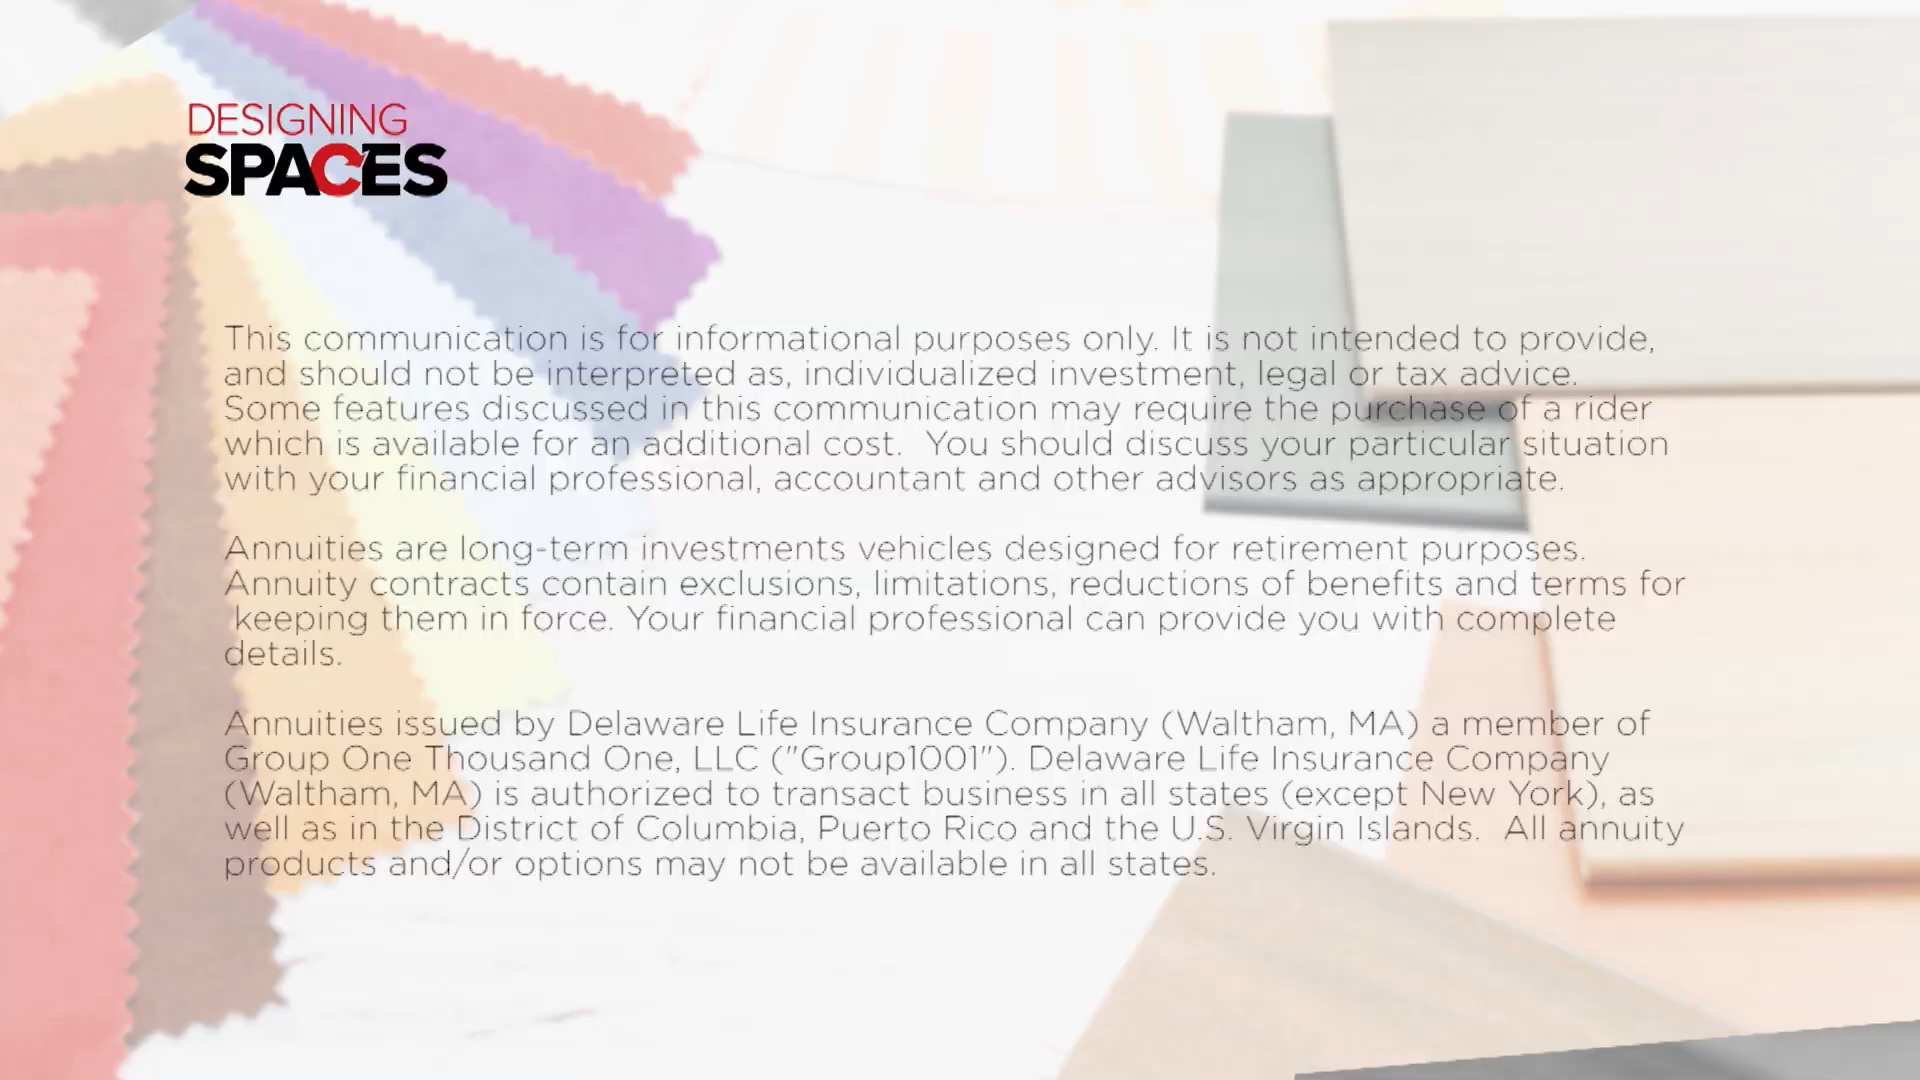 DESIGNING
SPACES
This communication is for informational purposes only. It is not intended to provide,
and should not be interpreted as, individualized investment, legal or tax advice.
Some features discussed in this communication may require the purchase of a rider
which is available for an additional cost.  You should discuss your particular situation
with your financial professional, accountant and other advisors as appropriate.
Annuities are long-term investments vehicles designed for retirement purposes.
Annuity contracts contain exclusions, limitations, reductions of benefits and terms for
keeping them in force. Your financial professional can provide you with complete
details.
Annuities issued by Delaware Life Insurance Company (Waltham, MA) a member of
Group One Thousand One, LLC ("Group1001"). Delaware Life Insurance Company
(Waltham, MA) is authorized to transact business in all states (except New York), as
well as in the District of Columbia, Puerto Rico and the U.S. Virgin Islands.  All annuity
products and/or options may not be available in all states.